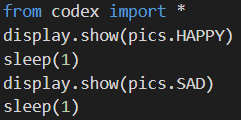 from codex import *
display.show(pics.HAPPY)
sleep(1)
display.show(pics.SAD)
sleep(1)